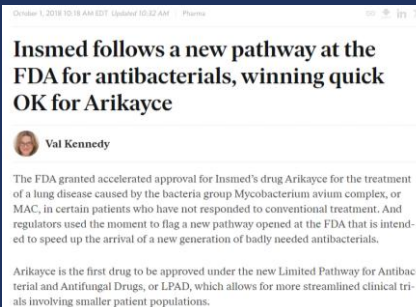 October 1, 2018 10:18 AM EDT Updated 10:32 AM Pharma
Insmed follows a new pathway at the
FDA for antibacterials, winning quick
OK for Arikayce
Val Kennedy
The FDA granted accelerated approval for Insmed's drug Arikayce for the treatment
of a lung disease caused by the bacteria group Mycobacterium avium complex, or
MAC, in certain patients who have not responded to conventional treatment. And
regulators used the moment to flag a new pathway opened at the FDA that is intend-
ed to speed up the arrival of a new generation of badly needed antibacterials.
Arikayce is the first drug to be approved under the new Limited Pathway for Antibac-
terial and Antifungal Drugs, or LPAD, which allows for more streamlined clinical tri-
als involving smaller patient populations.